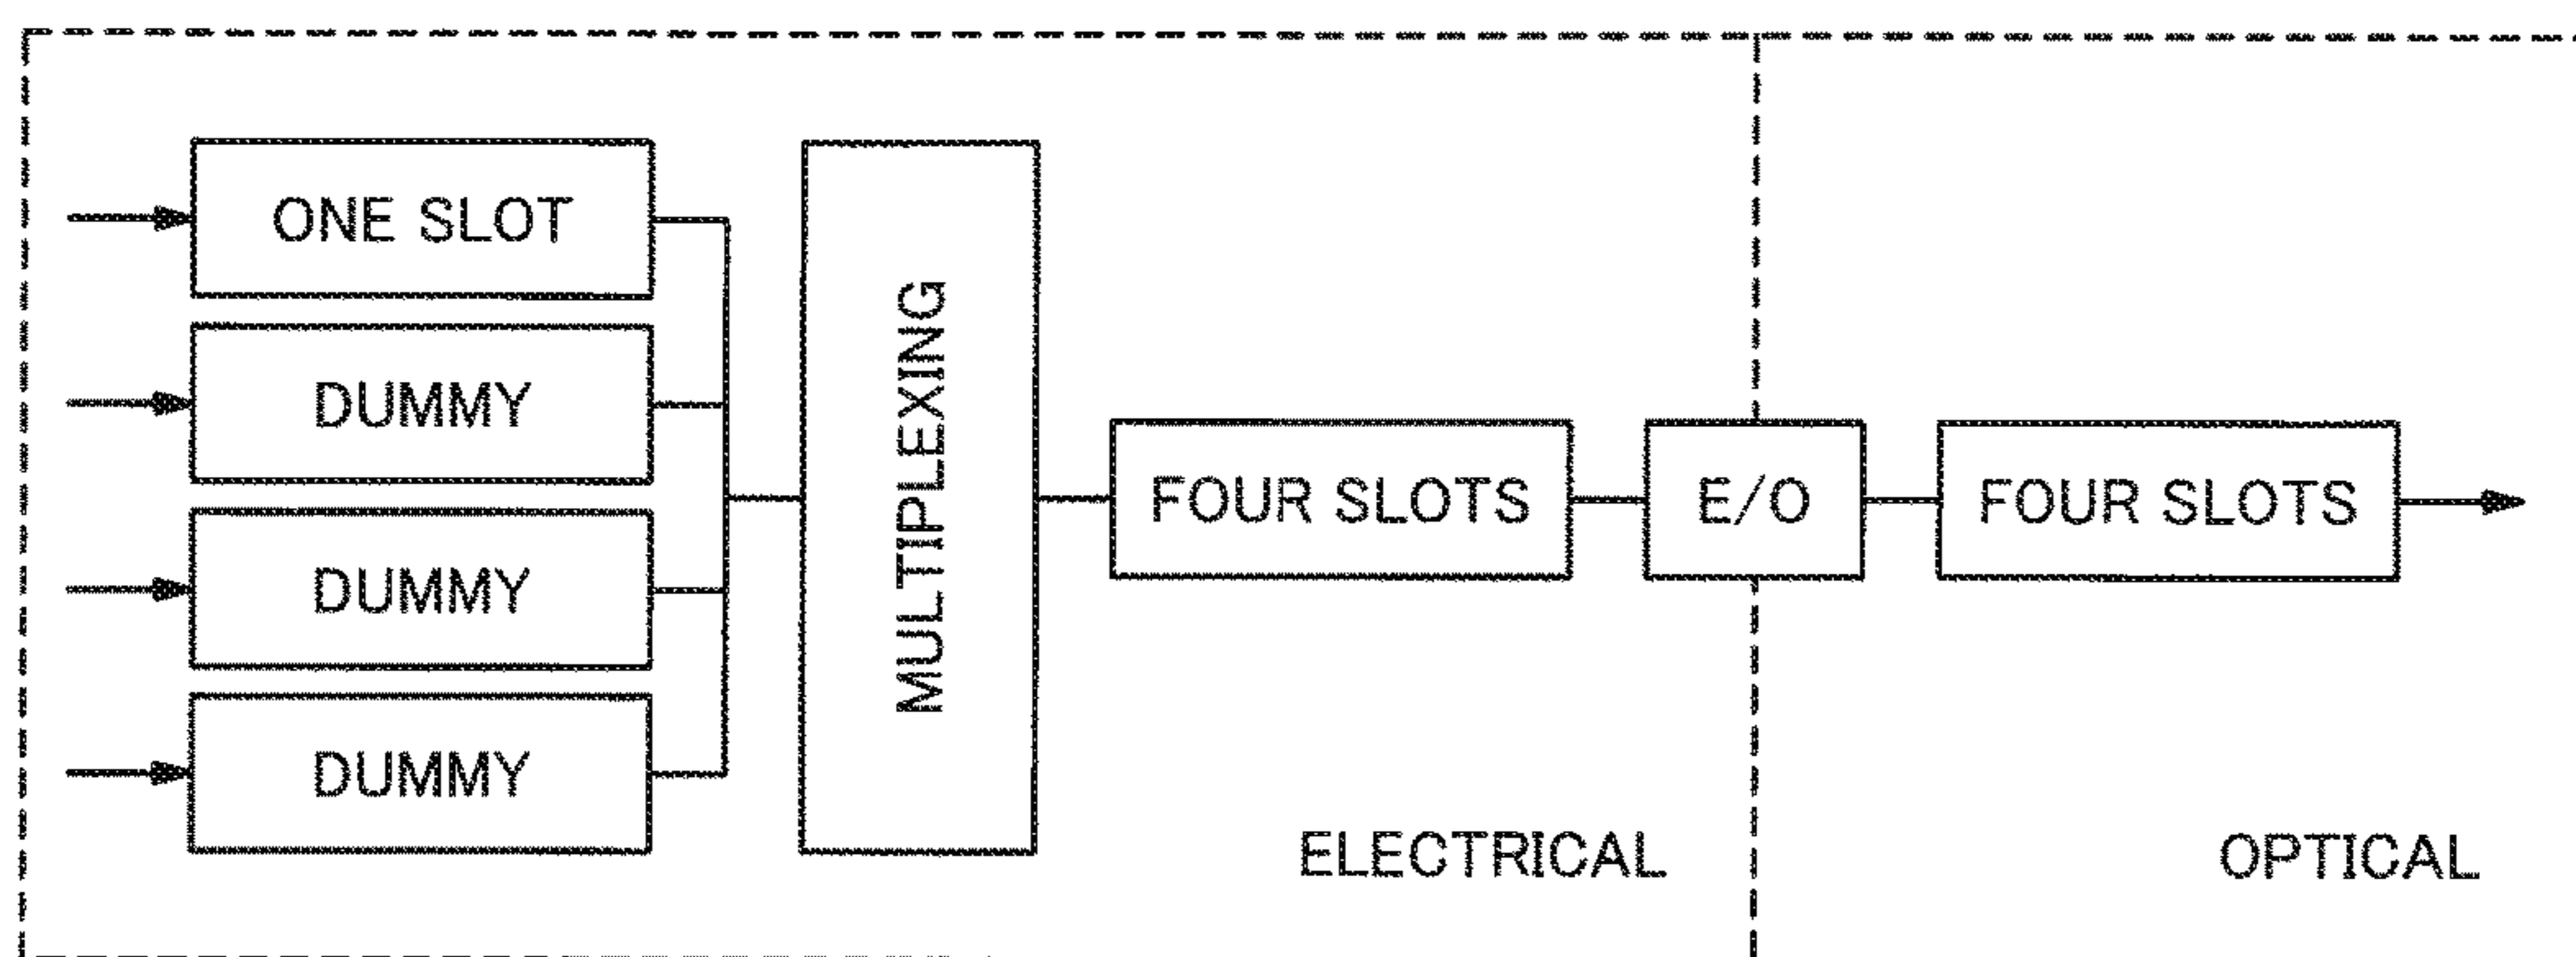 ONE SLOT
DUMMY
DUMMY
DUMMY
MULTIPLEXING
FOUR SLOTS
E/O
FOUR SLOTS
ELECTRICAL
OPTICAL